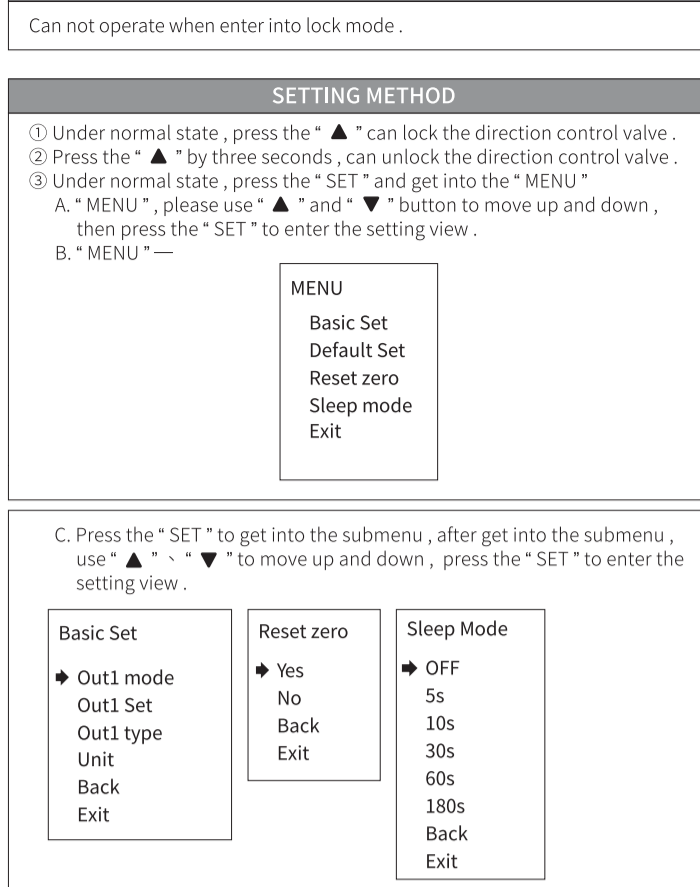 Can not operate when enter into lock mode .
SETTING METHOD
① Under normal state , press the “ ▲ ” can lock the direction control valve .
② Press the “ ▲ ” by three seconds , can unlock the direction control valve .
③ Under normal state , press the “ SET ” and get into the “ MENU ”
A. “ MENU ” , please use “ ▲ ” and “ ▼ ” button to move up and down ,
then press the “ SET ” to enter the setting view .
B. “ MENU ” —
MENU
Basic Set
Default Set
Reset zero
Sleep mode
Exit
C. Press the “ SET ” to get into the submenu , after get into the submenu ,
use “ ▲ ” 、 “ ▼ ” to move up and down , press the “ SET ” to enter the
setting view .
Basic Set
➡ Out1 mode
Out1 Set
Out1 type
Unit
Back
Exit
Reset zero
➡ Yes
No
Back
Exit
Sleep Mode
➡ OFF
5s
10s
30s
60s
180s
Back
Exit